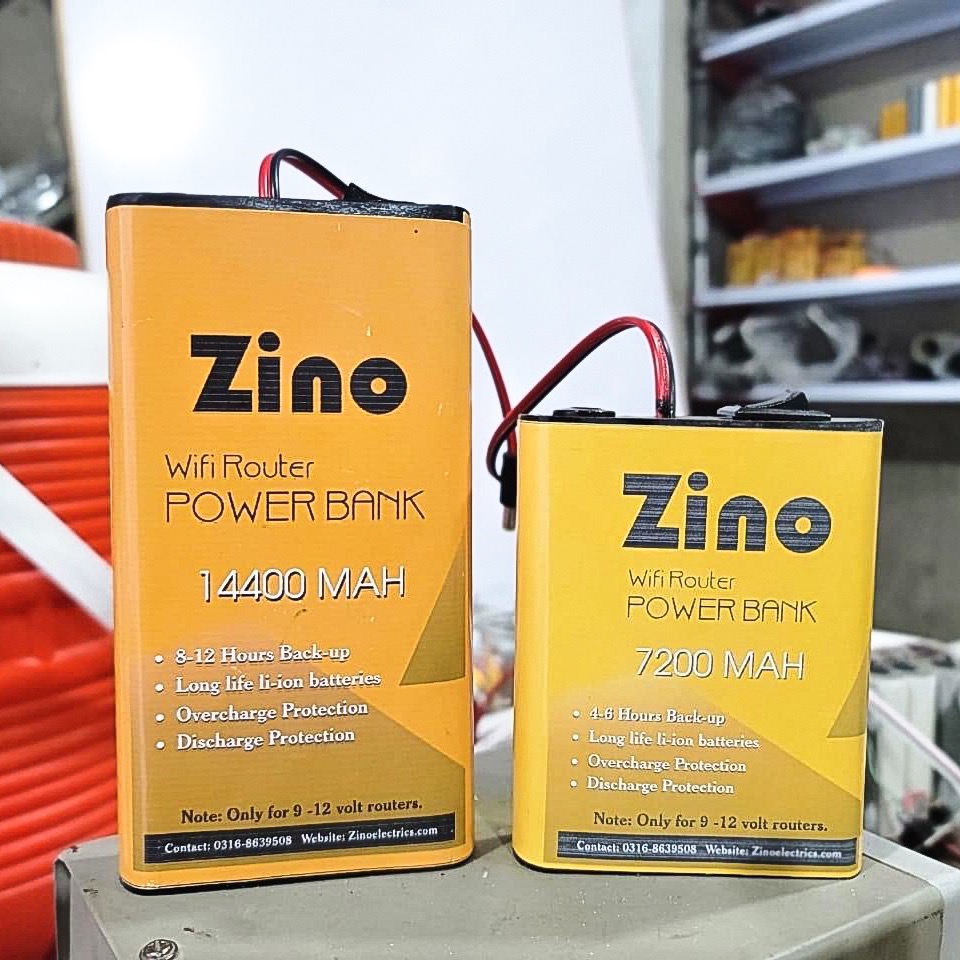 Zino
Wifi Router
POWER BANK
14400 MAH
• 8-12 Hours Back-up
• Long life li-ion batteries
• Overcharge Protection
• Discharge Protection
Note: Only for 9 -12 volt routers.
Contact: 0316-8639508 Website: Zinoelectrics.com
Zino
Wifi Router
POWER BANK
7200 MAH
• 4-6 Hours Back-up
• Long life li-ion batteries
• Overcharge Protection
• Discharge Protection
Note: Only for 9 -12 volt routers.
Contact: 0316-8639508 Website: Zinoelectrics.com